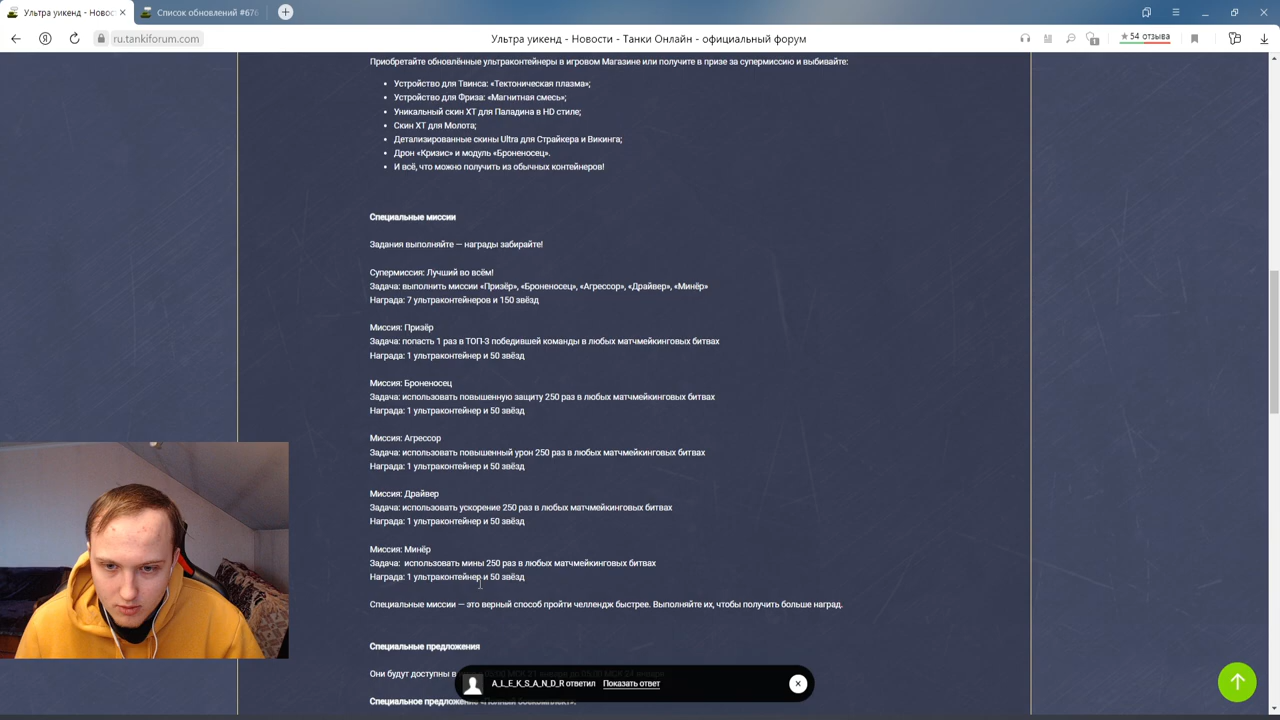 Ультра уикенд - Новост
Список обновлений #676
ru.tankiforum.com
Ультра уикенд - Новости - Танки Онлайн - официальный форум
54 отзыва
Приобретайте обновлённые ультраконтейнеры в игровом Магазине или получите в призе за супермиссию и выбивайте:
Устройство для Твинса: «Тектоническая плазма»;
Устройство для Фриза: «Магнитная смесь»;
Уникальный скин XT для Паладина в HD стиле;
Скин XT для Молота;
Детализированные скины Ultra для Страйкера и Викинга;
Дрон «Кризис» и модуль «Броненосец».
И всё, что можно получить из обычных контейнеров!
Специальные миссии
Задания выполняйте — награды забирайте!
Супермиссия: Лучший во всём!
Задача: выполнить миссии «Призёр», «Броненосец», «Агрессор», «Драйвер», «Минёр»
Награда: 7 ультраконтейнеров и 150 звёзд
Миссия: Призёр
Задача: попасть 1 раз в ТОП-3 победившей команды в любых матчмейкинговых битвах
Награда: 1 ультраконтейнер и 50 звёзд
Миссия: Броненосец
Задача: использовать повышенную защиту 250 раз в любых матчмейкинговых битвах
Награда: 1 ультраконтейнер и 50 звёзд
Миссия: Агрессор
Задача: использовать повышенный урон 250 раз в любых матчмейкинговых битвах
Награда: 1 ультраконтейнер и 50 звёзд
Миссия: Драйвер
Задача: использовать ускорение 250 раз в любых матчмейкинговых битвах
Награда: 1 ультраконтейнер и 50 звёзд
Миссия: Минёр
Задача: использовать мины 250 раз в любых матчмейкинговых битвах
Награда: 1 ультраконтейнер и 50 звёзд
Специальные миссии — это верный способ пройти челлендж быстрее. Выполняйте их, чтобы получить больше наград.
Специальные предложения
Они будут доступны в
A_L_E_K_S_A_N_D_R ответил Показать ответ
Специальное предложение «Полный боекомплект».